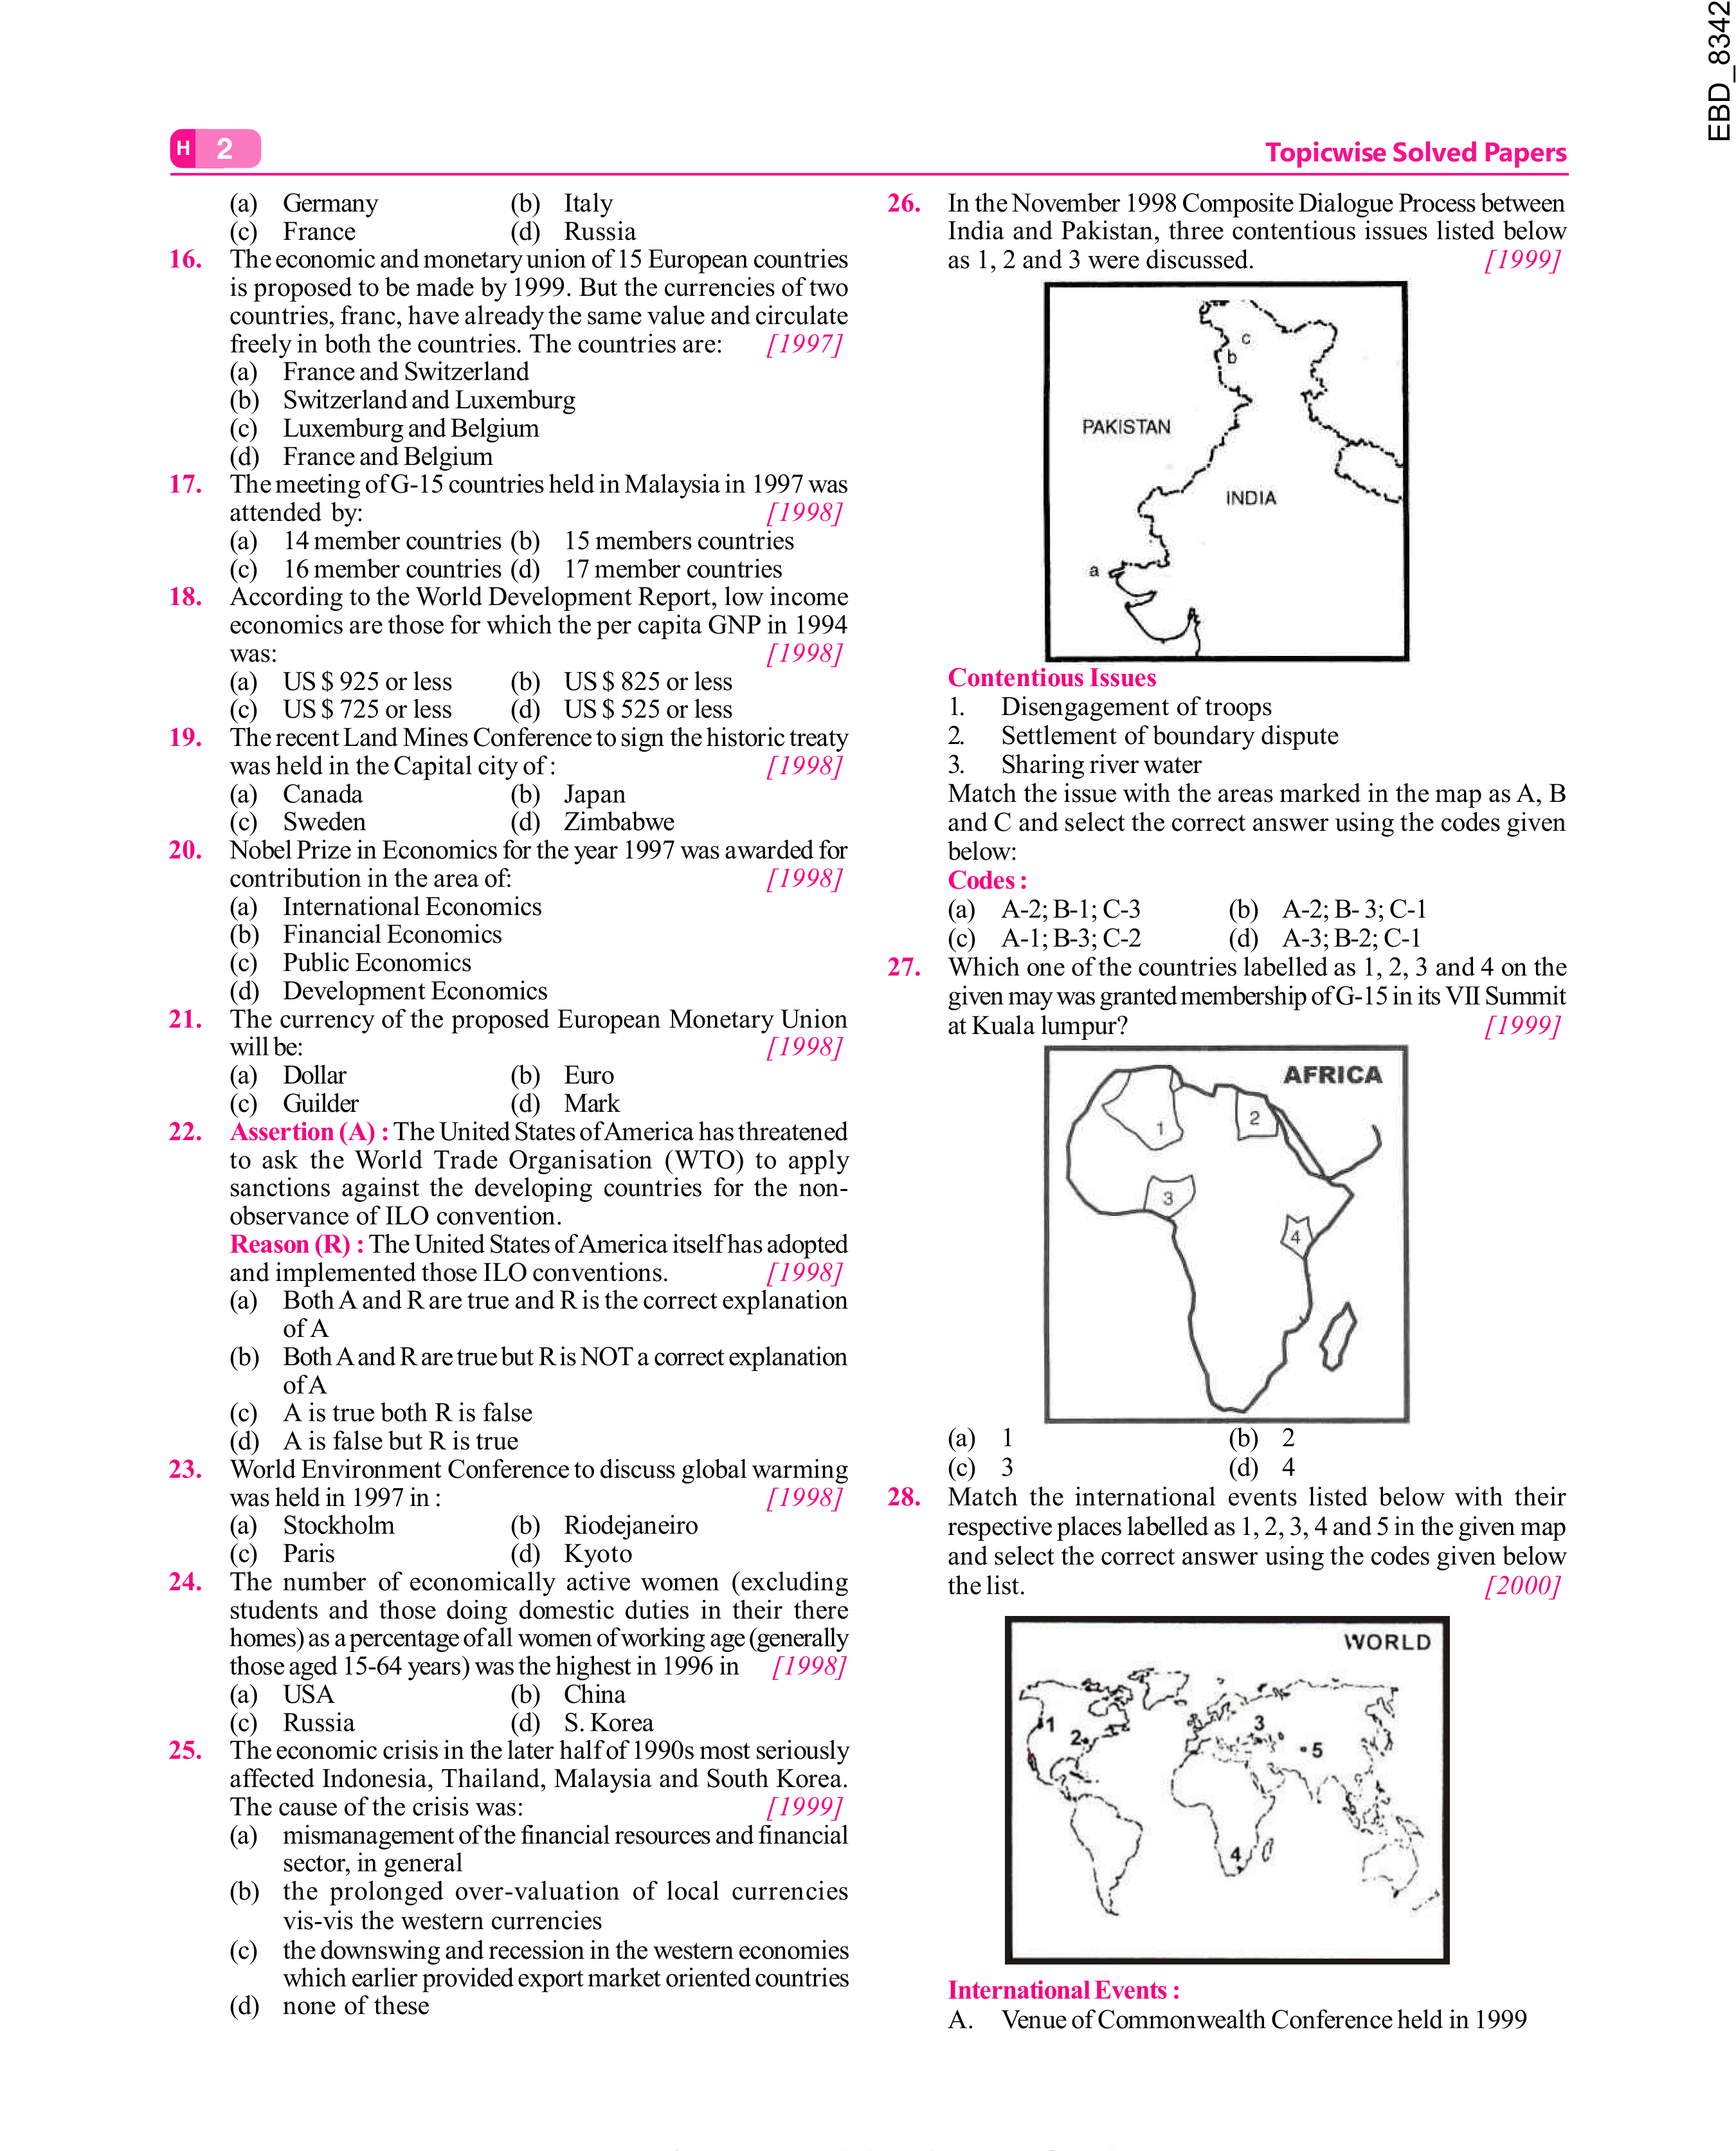 EBD_8342
H 2
Topicwise Solved Papers
(a) Germany (b) Italy
(c) France (d) Russia
16. The economic and monetary union of 15 European countries
is proposed to be made by 1999. But the currencies of two
countries, franc, have already the same value and circulate
freely in both the countries. The countries are: [1997]
(a) France and Switzerland
(b) Switzerland and Luxemburg
(c) Luxemburg and Belgium
(d) France and Belgium
17. The meeting of G-15 countries held in Malaysia in 1997 was
attended by: [1998]
(a) 14 member countries (b) 15 members countries
(c) 16 member countries (d) 17 member countries
18. According to the World Development Report, low income
economics are those for which the per capita GNP in 1994
was: [1998]
(a) US $ 925 or less (b) US $ 825 or less
(c) US $ 725 or less (d) US $ 525 or less
19. The recent Land Mines Conference to sign the historic treaty
was held in the Capital city of : [1998]
(a) Canada (b) Japan
(c) Sweden (d) Zimbabwe
20. Nobel Prize in Economics for the year 1997 was awarded for
contribution in the area of: [1998]
(a) International Economics
(b) Financial Economics
(c) Public Economics
(d) Development Economics
21. The currency of the proposed European Monetary Union
will be: [1998]
(a) Dollar (b) Euro
(c) Guilder (d) Mark
22. Assertion (A) : The United States of America has threatened
to ask the World Trade Organisation (WTO) to apply
sanctions against the developing countries for the non-
observance of ILO convention.
Reason (R) : The United States of America itself has adopted
and implemented those ILO conventions. [1998]
(a) Both A and R are true and R is the correct explanation
of A
(b) Both A and R are true but R is NOT a correct explanation
of A
(c) A is true both R is false
(d) A is false but R is true
23. World Environment Conference to discuss global warming
was held in 1997 in : [1998]
(a) Stockholm (b) Riodejaneiro
(c) Paris (d) Kyoto
24. The number of economically active women (excluding
students and those doing domestic duties in their there
homes) as a percentage of all women of working age (generally
those aged 15-64 years) was the highest in 1996 in [1998]
(a) USA (b) China
(c) Russia (d) S. Korea
25. The economic crisis in the later half of 1990s most seriously
affected Indonesia, Thailand, Malaysia and South Korea.
The cause of the crisis was: [1999]
(a) mismanagement of the financial resources and financial
sector, in general
(b) the prolonged over-valuation of local currencies
vis-vis the western currencies
(c) the downswing and recession in the western economies
which earlier provided export market oriented countries
(d) none of these
26. In the November 1998 Composite Dialogue Process between
India and Pakistan, three contentious issues listed below
as 1, 2 and 3 were discussed. [1999]
c
b
PAKISTAN
INDIA
a
Contentious Issues
1. Disengagement of troops
2. Settlement of boundary dispute
3. Sharing river water
Match the issue with the areas marked in the map as A, B
and C and select the correct answer using the codes given
below:
Codes :
(a) A-2; B-1; C-3 (b) A-2; B- 3; C-1
(c) A-1; B-3; C-2 (d) A-3; B-2; C-1
27. Which one of the countries labelled as 1, 2, 3 and 4 on the
given may was granted membership of G-15 in its VII Summit
at Kuala lumpur? [1999]
AFRICA
1
2
3
4
(a) 1 (b) 2
(c) 3 (d) 4
28. Match the international events listed below with their
respective places labelled as 1, 2, 3, 4 and 5 in the given map
and select the correct answer using the codes given below
the list. [2000]
WORLD
1
2
3
5
4
International Events :
A. Venue of Commonwealth Conference held in 1999